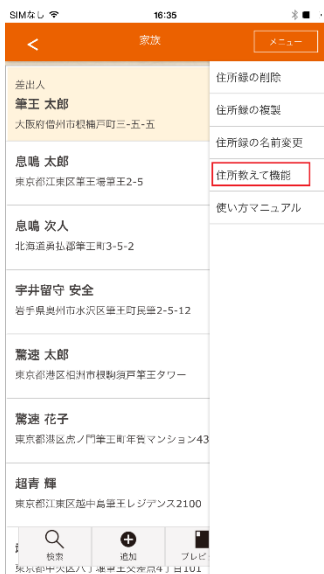 SIMなし 16:35
< 家族 メニュー
差出人
筆王 太郎
大阪府借州市根楠戸町三-五-五
息鳴 太郎
東京都江東区筆王場筆王2-5
息鳴 次人
北海道勇払郡筆王町3-5-2
宇井留守 安全
岩手県奥州市水沢区筆王町民筆2-5-12
驚速 太郎
東京都港区相洲市根駒須戸筆王タワー
驚速 花子
東京都港区虎ノ門筆王町年賀マンション43
超青 輝
東京都江東区越中島筆王レジデンス2100
住所録の削除
住所録の複製
住所録の名前変更
住所教えて機能
使い方マニュアル
検索 追加 プレビ